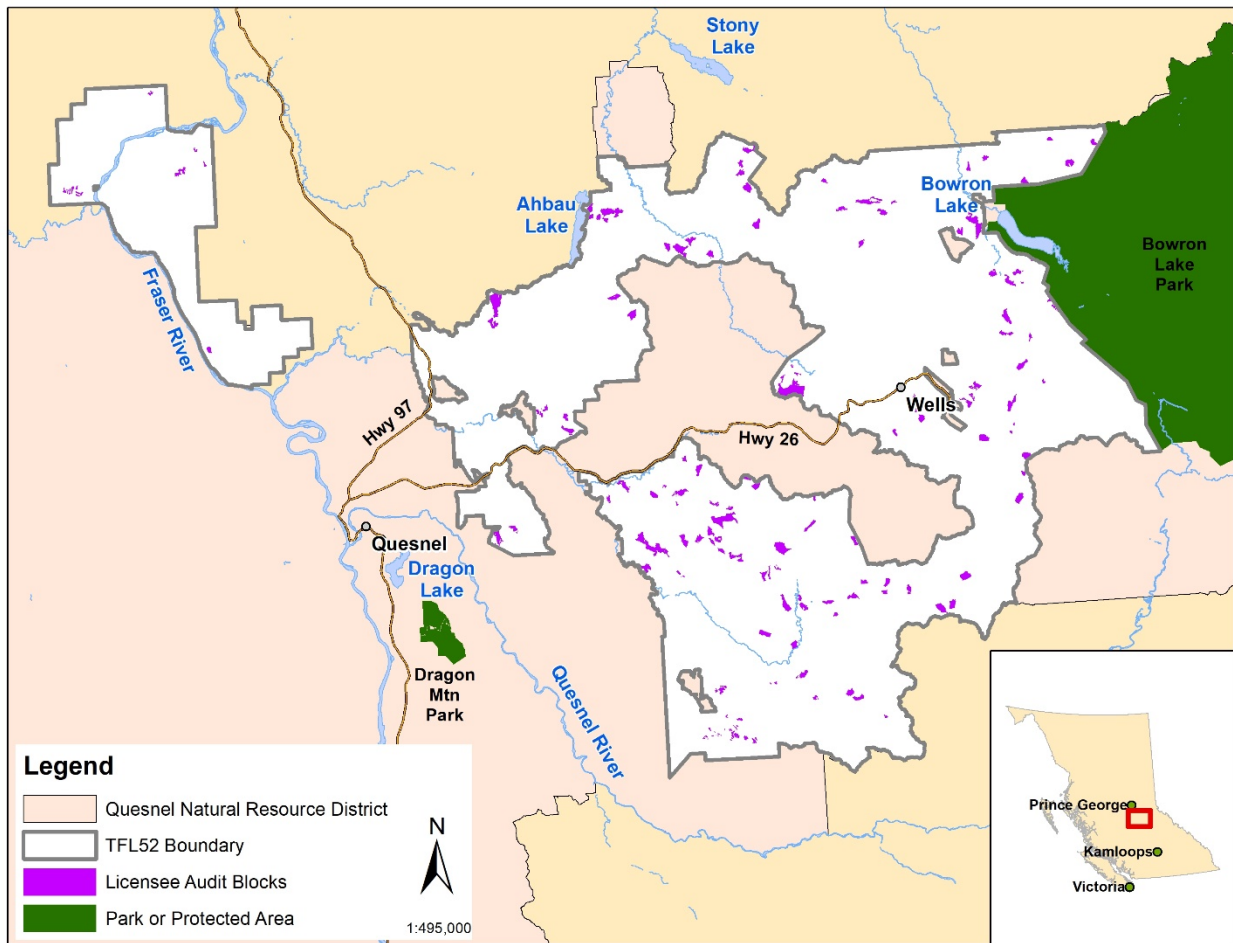 Stony
Lake
Ahbau
Lake
Bowron
Lake
Bowron
Lake
Park
Fraser River
Hwy 97
Wells
Hwy 26
Quesnel
Dragon
Lake
Dragon
Mtn
Park
Quesnel River
Legend
Quesnel Natural Resource District
TFL52 Boundary
Licensee Audit Blocks
Park or Protected Area
N
1:495,000
Prince George
Kamloops
Victoria